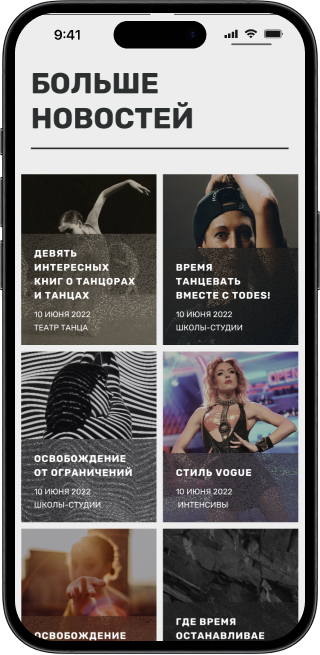 9:41
БОЛЬШЕ
НОВОСТЕЙ
ДЕВЯТЬ
ИНТЕРЕСНЫХ
КНИГ О ТАНЦОРАХ
И ТАНЦАХ
10 ИЮНЯ 2022
ТЕАТР ТАНЦА
ВРЕМЯ
ТАНЦЕВАТЬ
ВМЕСТЕ С TODES!
10 ИЮНЯ 2022
ШКОЛЫ-СТУДИИ
ОСВОБОЖДЕНИЕ
ОТ ОГРАНИЧЕНИЙ
10 ИЮНЯ 2022
ШКОЛЫ-СТУДИИ
СТИЛЬ VOGUE
10 ИЮНЯ 2022
ИНТЕНСИВЫ
ОСВОБОЖДЕНИЕ
ГДЕ ВРЕМЯ
ОСТАНАВЛИВАЕ